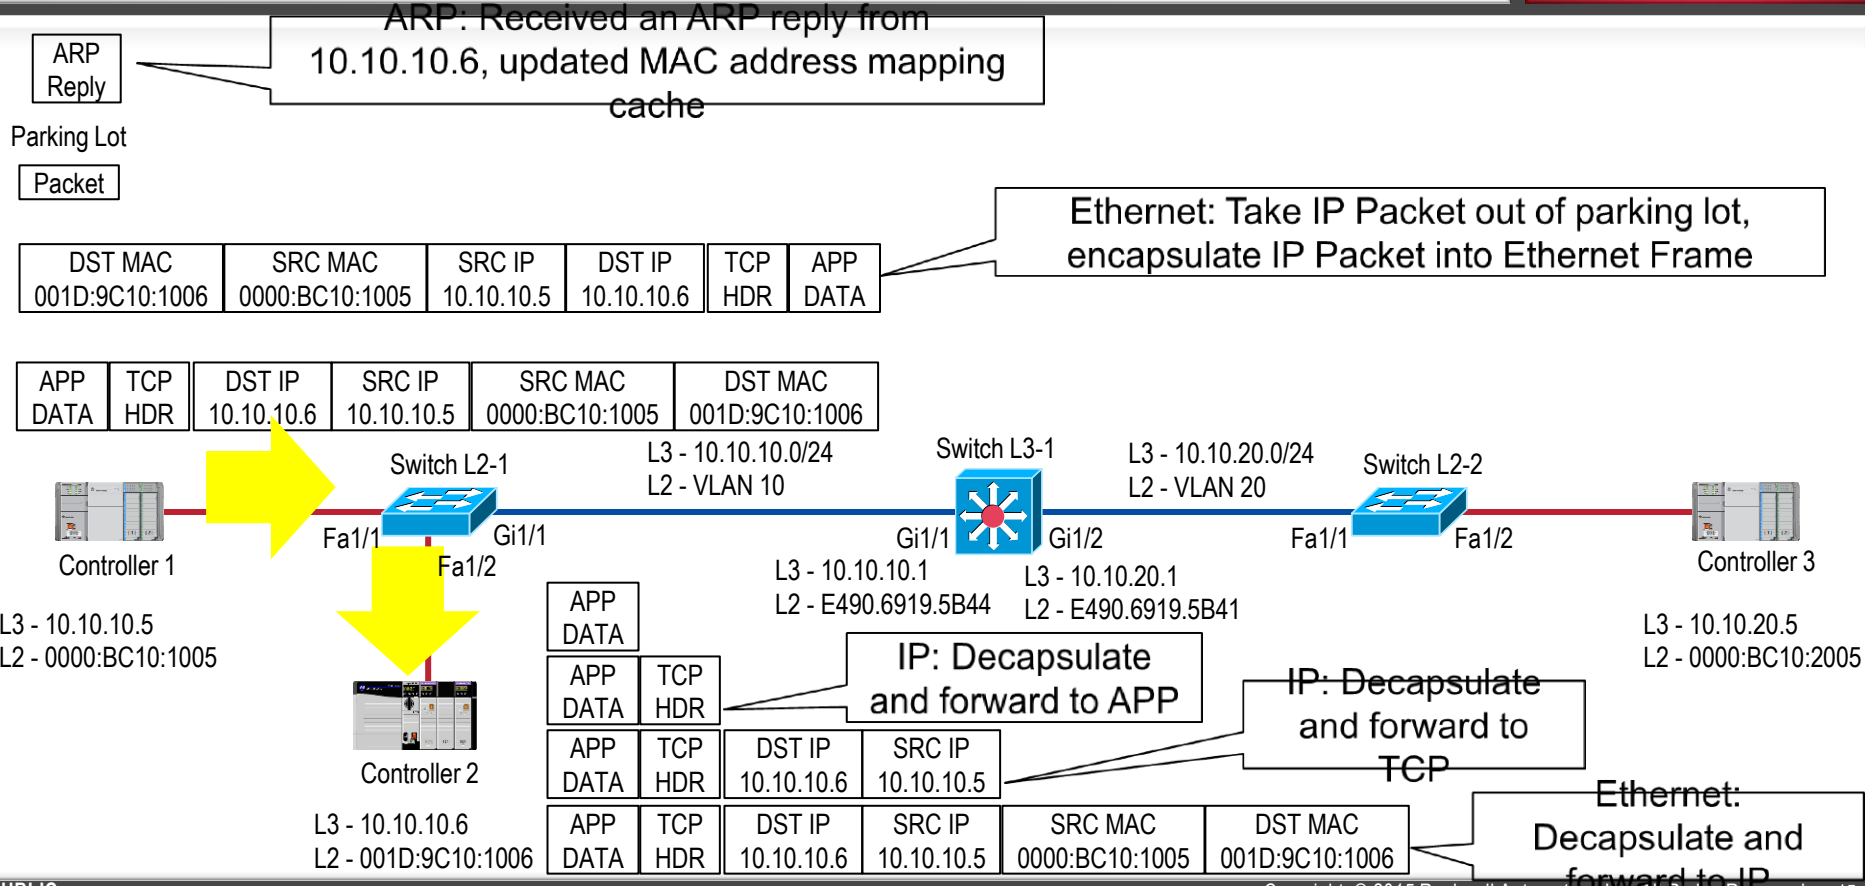 ARP: Received an ARP reply from
10.10.10.6, updated MAC address mapping
cache
ARP
Reply
Parking Lot
Packet
Ethernet: Take IP Packet out of parking lot,
encapsulate IP Packet into Ethernet Frame
DST MAC SRC MAC SRC IP DST IP TCP APP
001D:9C10:1006 0000:BC10:1005 10.10.10.5 10.10.10.6 HDR DATA
APP TCP DST IP SRC IP SRC MAC DST MAC
DATA HDR 10.10.10.6 10.10.10.5 0000:BC10:1005 001D:9C10:1006
L3 - 10.10.10.0/24
L2 - VLAN 10
Switch L2-1
Switch L3-1
L3 - 10.10.20.0/24
L2 - VLAN 20
Switch L2-2
Fa1/1
Gi1/1
Fa1/2
Gi1/1
Gi1/2
Fa1/1
Fa1/2
Controller 1
Controller 3
L3 - 10.10.10.1
L2 - E490.6919.5B44
L3 - 10.10.20.1
L2 - E490.6919.5B41
L3 - 10.10.10.5
L2 - 0000:BC10:1005
L3 - 10.10.20.5
L2 - 0000:BC10:2005
APP
DATA
IP: Decapsulate
and forward to APP
APP TCP
DATA HDR
IP: Decapsulate
and forward to
TCP
APP TCP DST IP SRC IP
DATA HDR 10.10.10.6 10.10.10.5
Controller 2
L3 - 10.10.10.6
L2 - 001D:9C10:1006
APP TCP DST IP SRC IP SRC MAC DST MAC
DATA HDR 10.10.10.6 10.10.10.5 0000:BC10:1005 001D:9C10:1006
Ethernet:
Decapsulate and
forward to IP